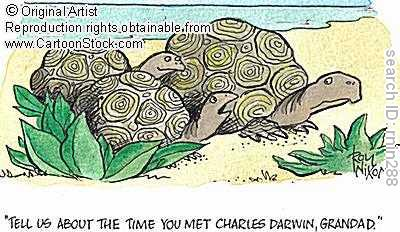 © Original Artist
Reproduction rights obtainable from
www.CartoonStock.com
search ID: rnin288
Roy
Nixon
"TELL US ABOUT THE TIME YOU MET CHARLES DARWIN, GRANDAD."